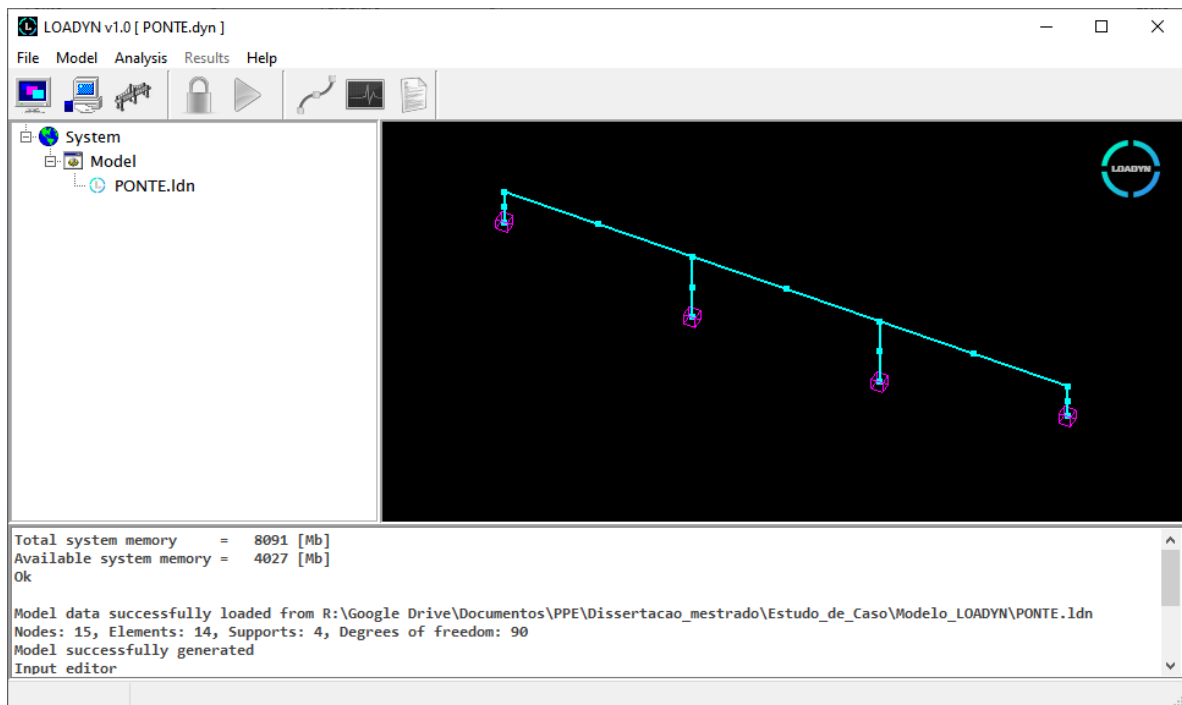 LOADYN v1.0 [ PONTE.dyn ]
File Model Analysis Results Help
System
Model
PONTE.ldn
LOADYN
Total system memory     =   8091 [Mb]
Available system memory =   4027 [Mb]
Ok
Model data successfully loaded from R:\Google Drive\Documentos\PPE\Dissertacao_mestrado\Estudo_de_Caso\Modelo_LOADYN\PONTE.ldn
Nodes: 15, Elements: 14, Supports: 4, Degrees of freedom: 90
Model successfully generated
Input editor